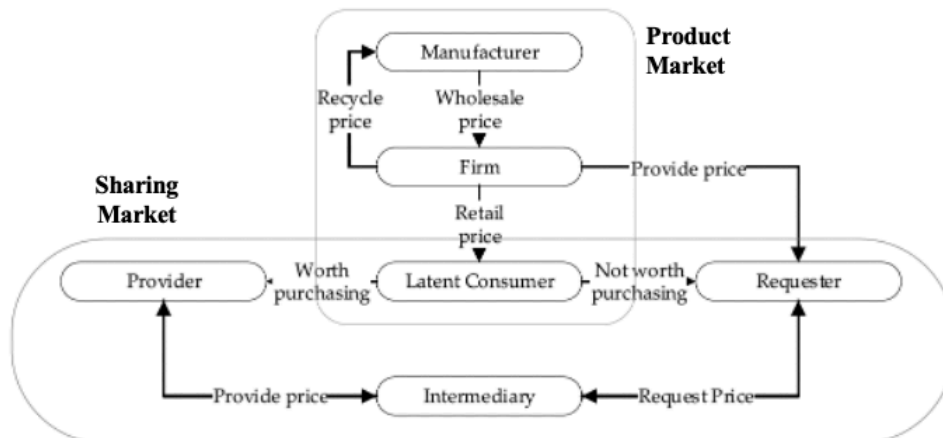 Manufacturer
Product
Market
Recycle
price
Wholesale
price
Firm
Provide price
Sharing
Market
Retail
price
Provider
Worth
purchasing
Latent Consumer
Not worth
purchasing
Requester
Provide price
Intermediary
Request Price